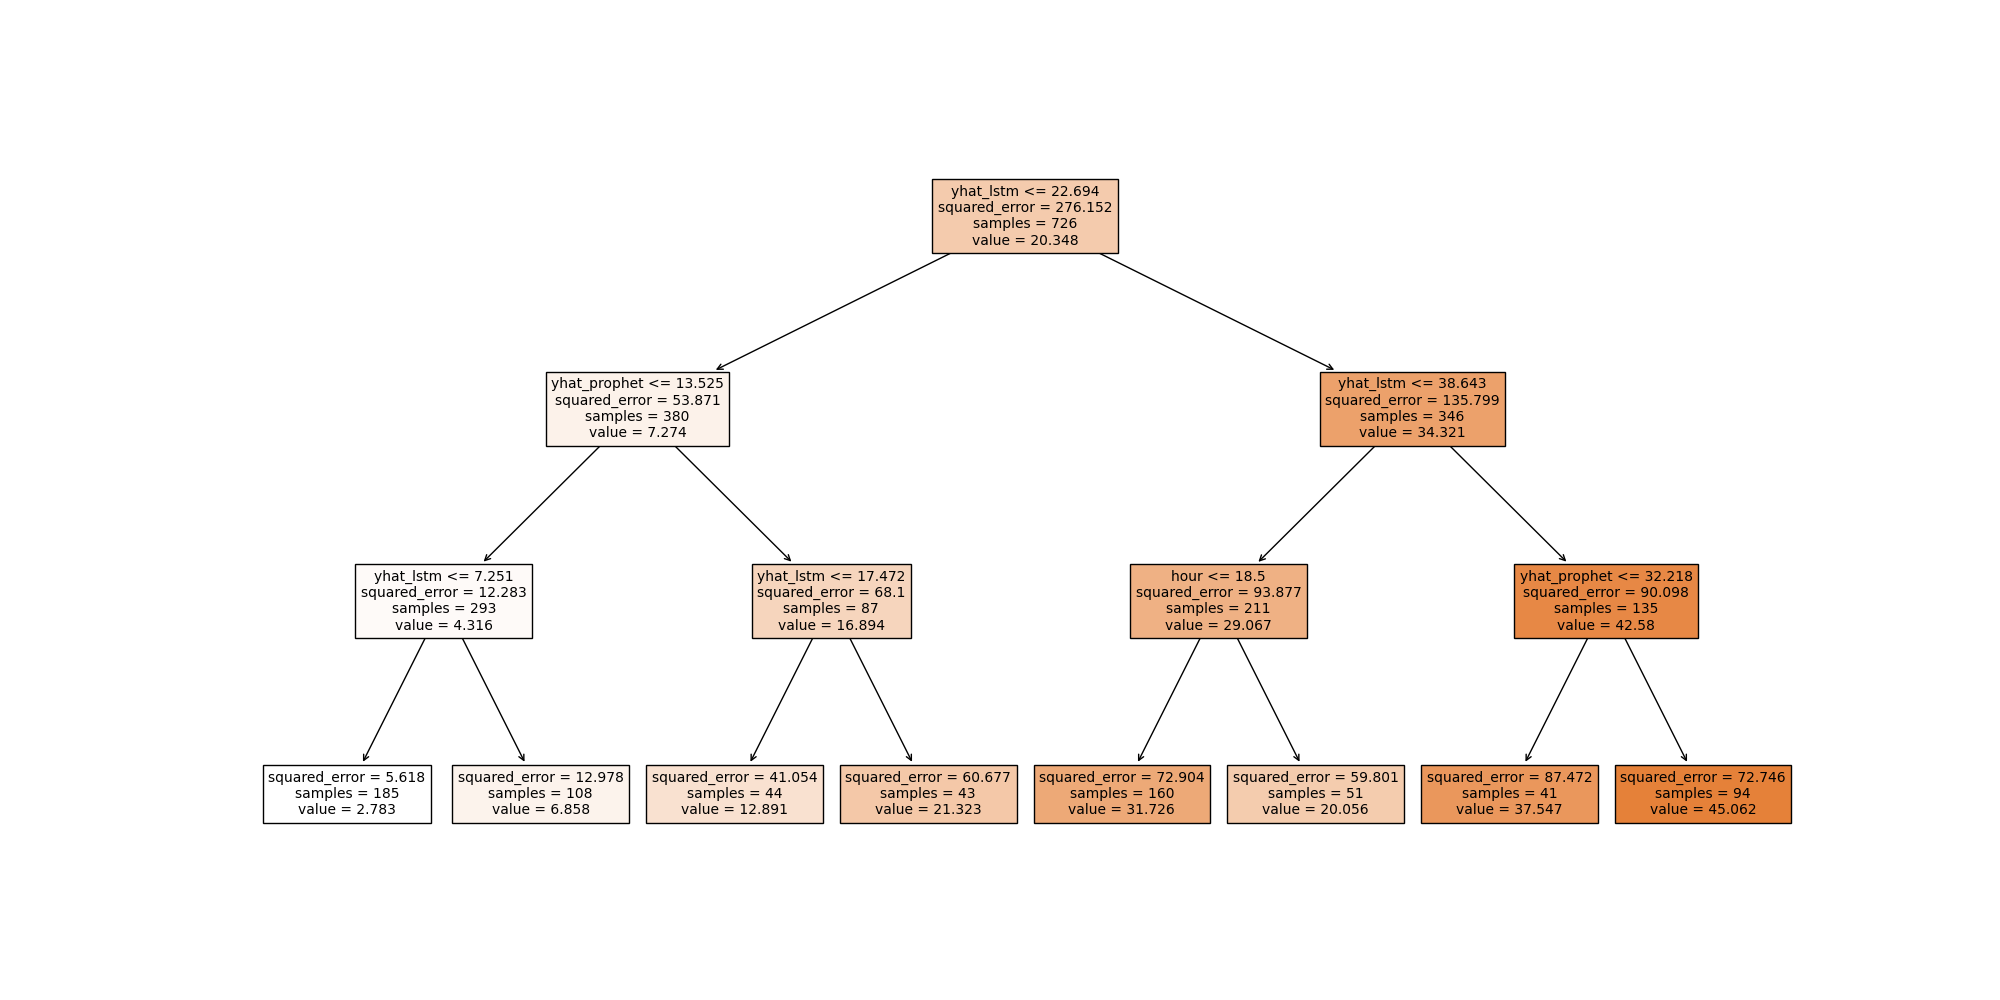 yhat_lstm <= 22.694
squared_error = 276.152
samples = 726
value = 20.348
yhat_prophet <= 13.525
squared_error = 53.871
samples = 380
value = 7.274
yhat_lstm <= 38.643
squared_error = 135.799
samples = 346
value = 34.321
yhat_lstm <= 7.251
squared_error = 12.283
samples = 293
value = 4.316
yhat_lstm <= 17.472
squared_error = 68.1
samples = 87
value = 16.894
hour <= 18.5
squared_error = 93.877
samples = 211
value = 29.067
yhat_prophet <= 32.218
squared_error = 90.098
samples = 135
value = 42.58
squared_error = 5.618
samples = 185
value = 2.783
squared_error = 12.978
samples = 108
value = 6.858
squared_error = 41.054
samples = 44
value = 12.891
squared_error = 60.677
samples = 43
value = 21.323
squared_error = 72.904
samples = 160
value = 31.726
squared_error = 59.801
samples = 51
value = 20.056
squared_error = 87.472
samples = 41
value = 37.547
squared_error = 72.746
samples = 94
value = 45.062